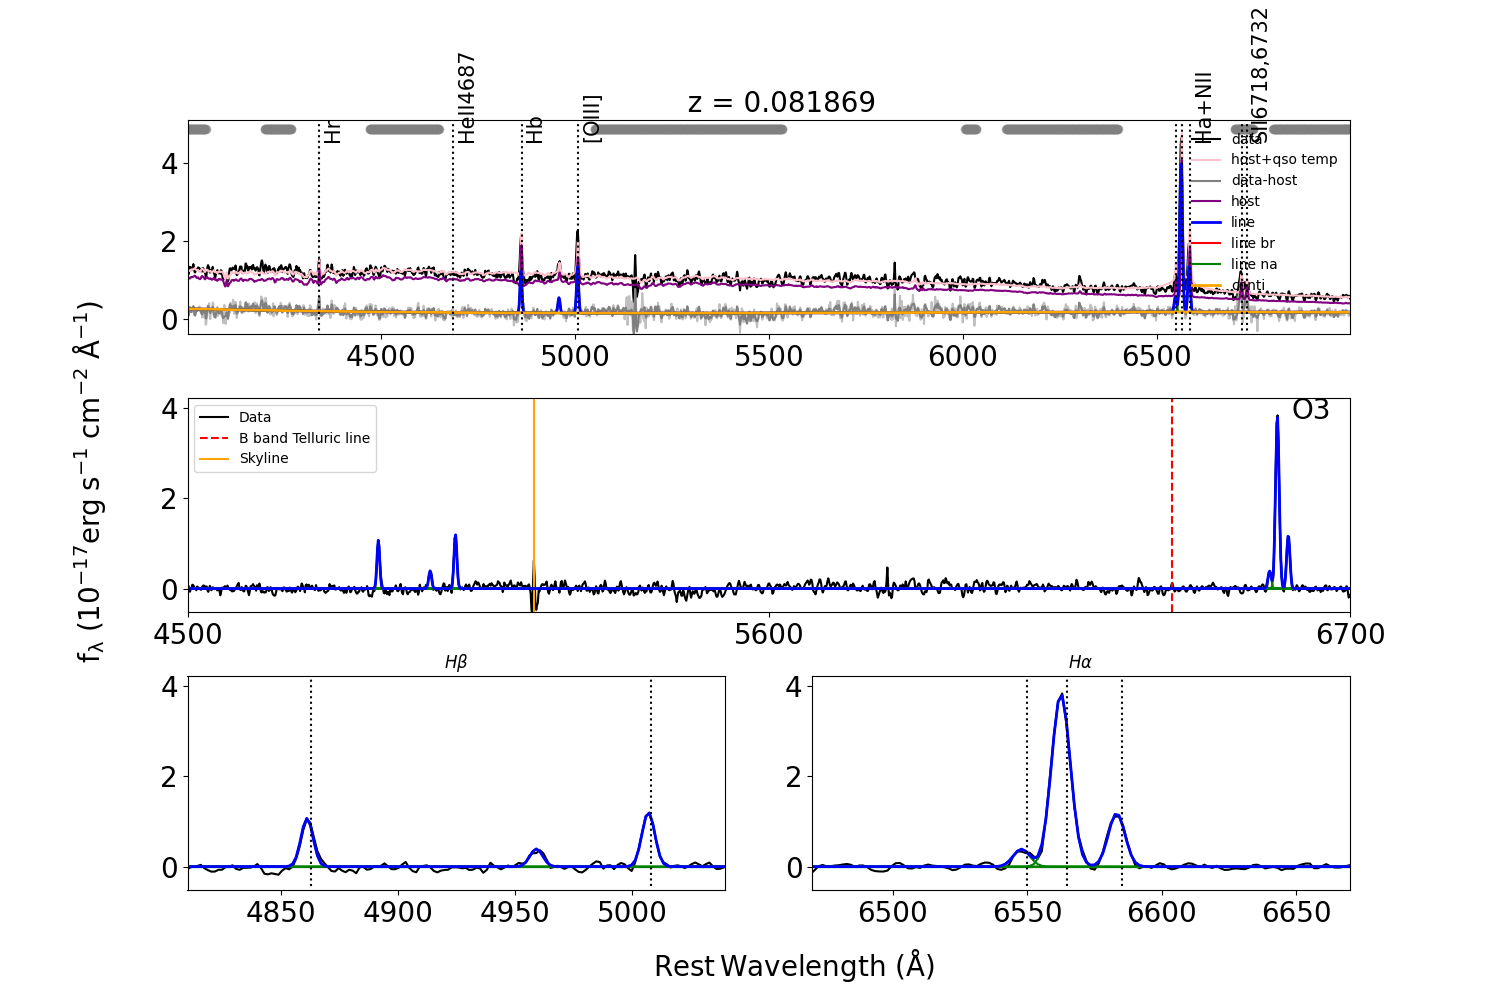 z = 0.081869
Hr
HeII4687
Hb
[OIII]
Ha+NII
SII6718,6732
data
host+qso temp
data-host
host
line
line br
line na
conti
4
2
0
4500 5000 5500 6000 6500
Data
B band Telluric line
Skyline
O3
4
2
0
4500 5600 6700
fλ (10⁻¹⁷erg s⁻¹ cm⁻² Å⁻¹)
Hβ
4
2
0
4850 4900 4950 5000
Hα
4
2
0
6500 6550 6600 6650
Rest Wavelength (Å)